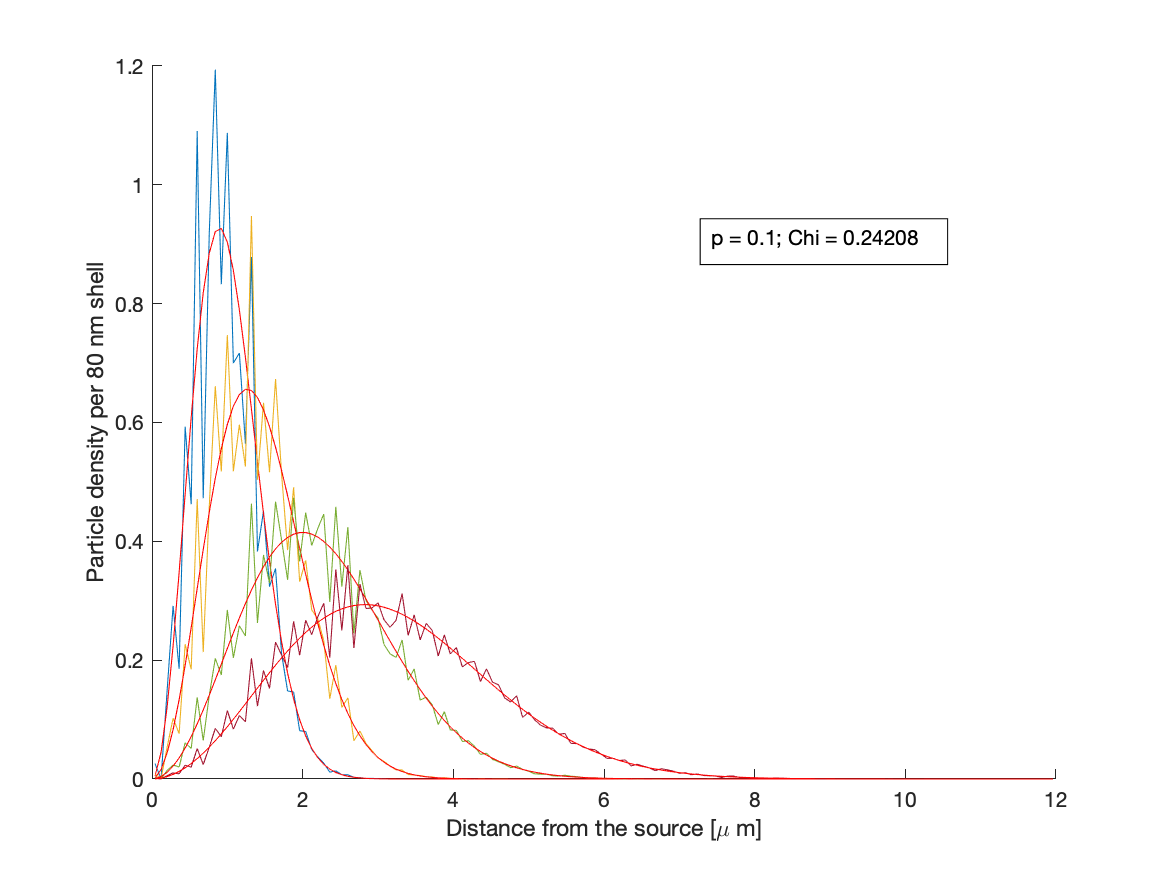 1.2
1
0.8
0.6
0.4
0.2
0
Particle density per 80 nm shell
p = 0.1; Chi = 0.24208
0 2 4 6 8 10 12
Distance from the source [μ m]